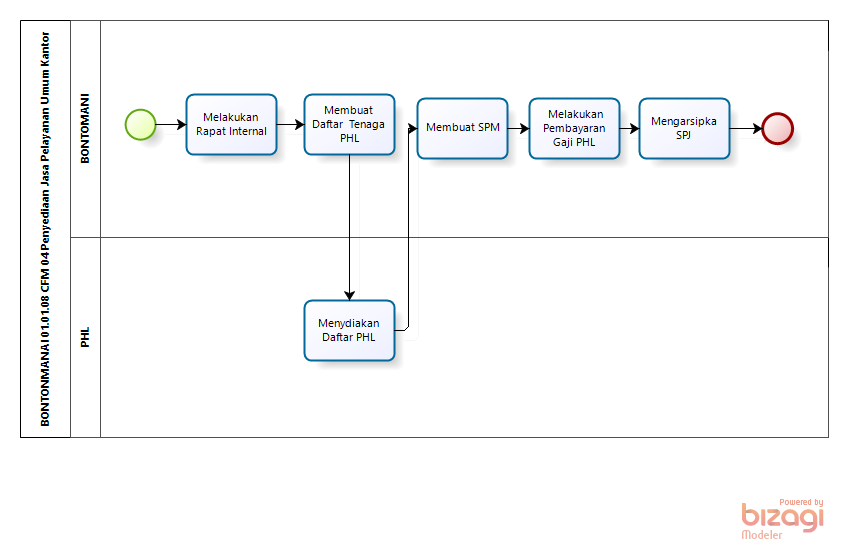 BONTONMANAI 01.01.08 CFM 04 Penyediaan Jasa Pelayanan Umum Kantor
BONTOMANI
Melakukan
Rapat Internal
Membuat
Daftar Tenaga
PHL
Membuat SPM
Melakukan
Pembayaran
Gaji PHL
Mengarsipka
SPJ
PHL
Menydiakan
Daftar PHL
Powered by
bizagi
Modeler